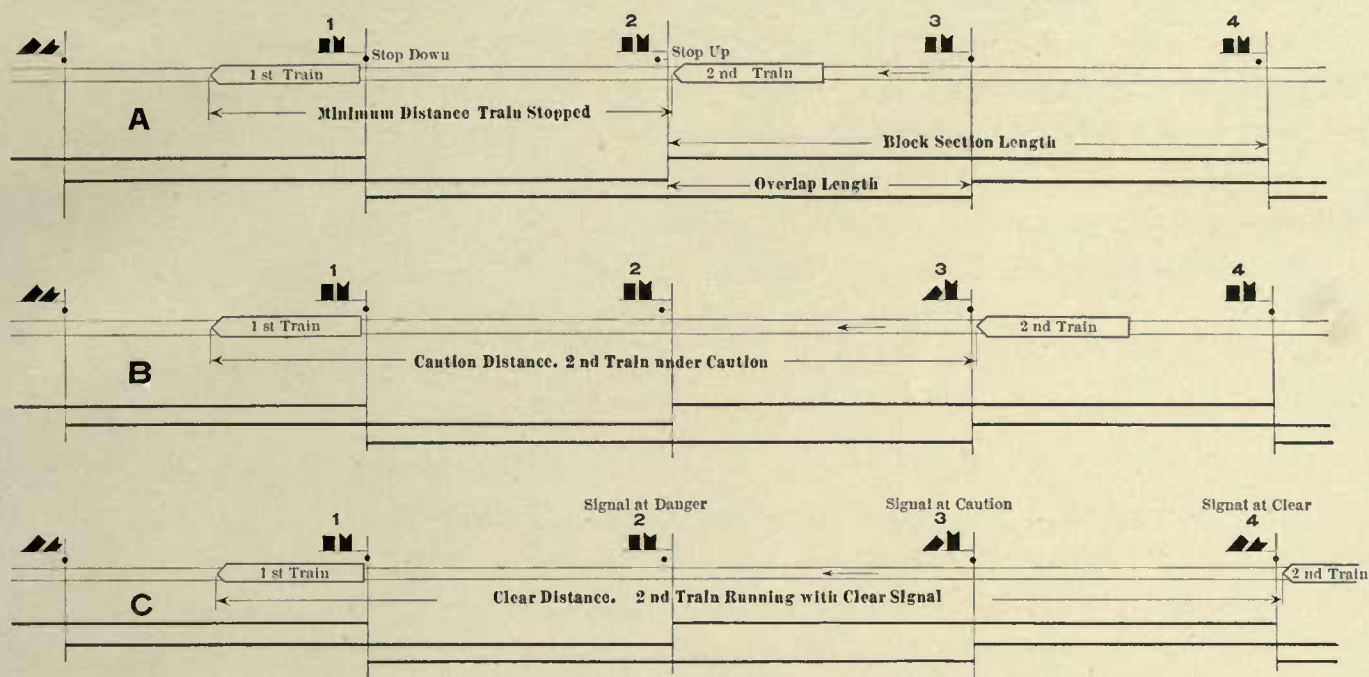 1 2 3 4
Stop Down Stop Up
1 st Train 2 nd Train
A Minimum Distance Train Stopped
Block Section Length
Overlap Length
1 2 3 4
1 st Train 2 nd Train
B Caution Distance. 2 nd Train under Caution
Signal at Danger Signal at Caution Signat at Clear
1 2 3 4
1 st Train 2 nd Train
C Clear Distance. 2 nd Train Running with Clear Signal